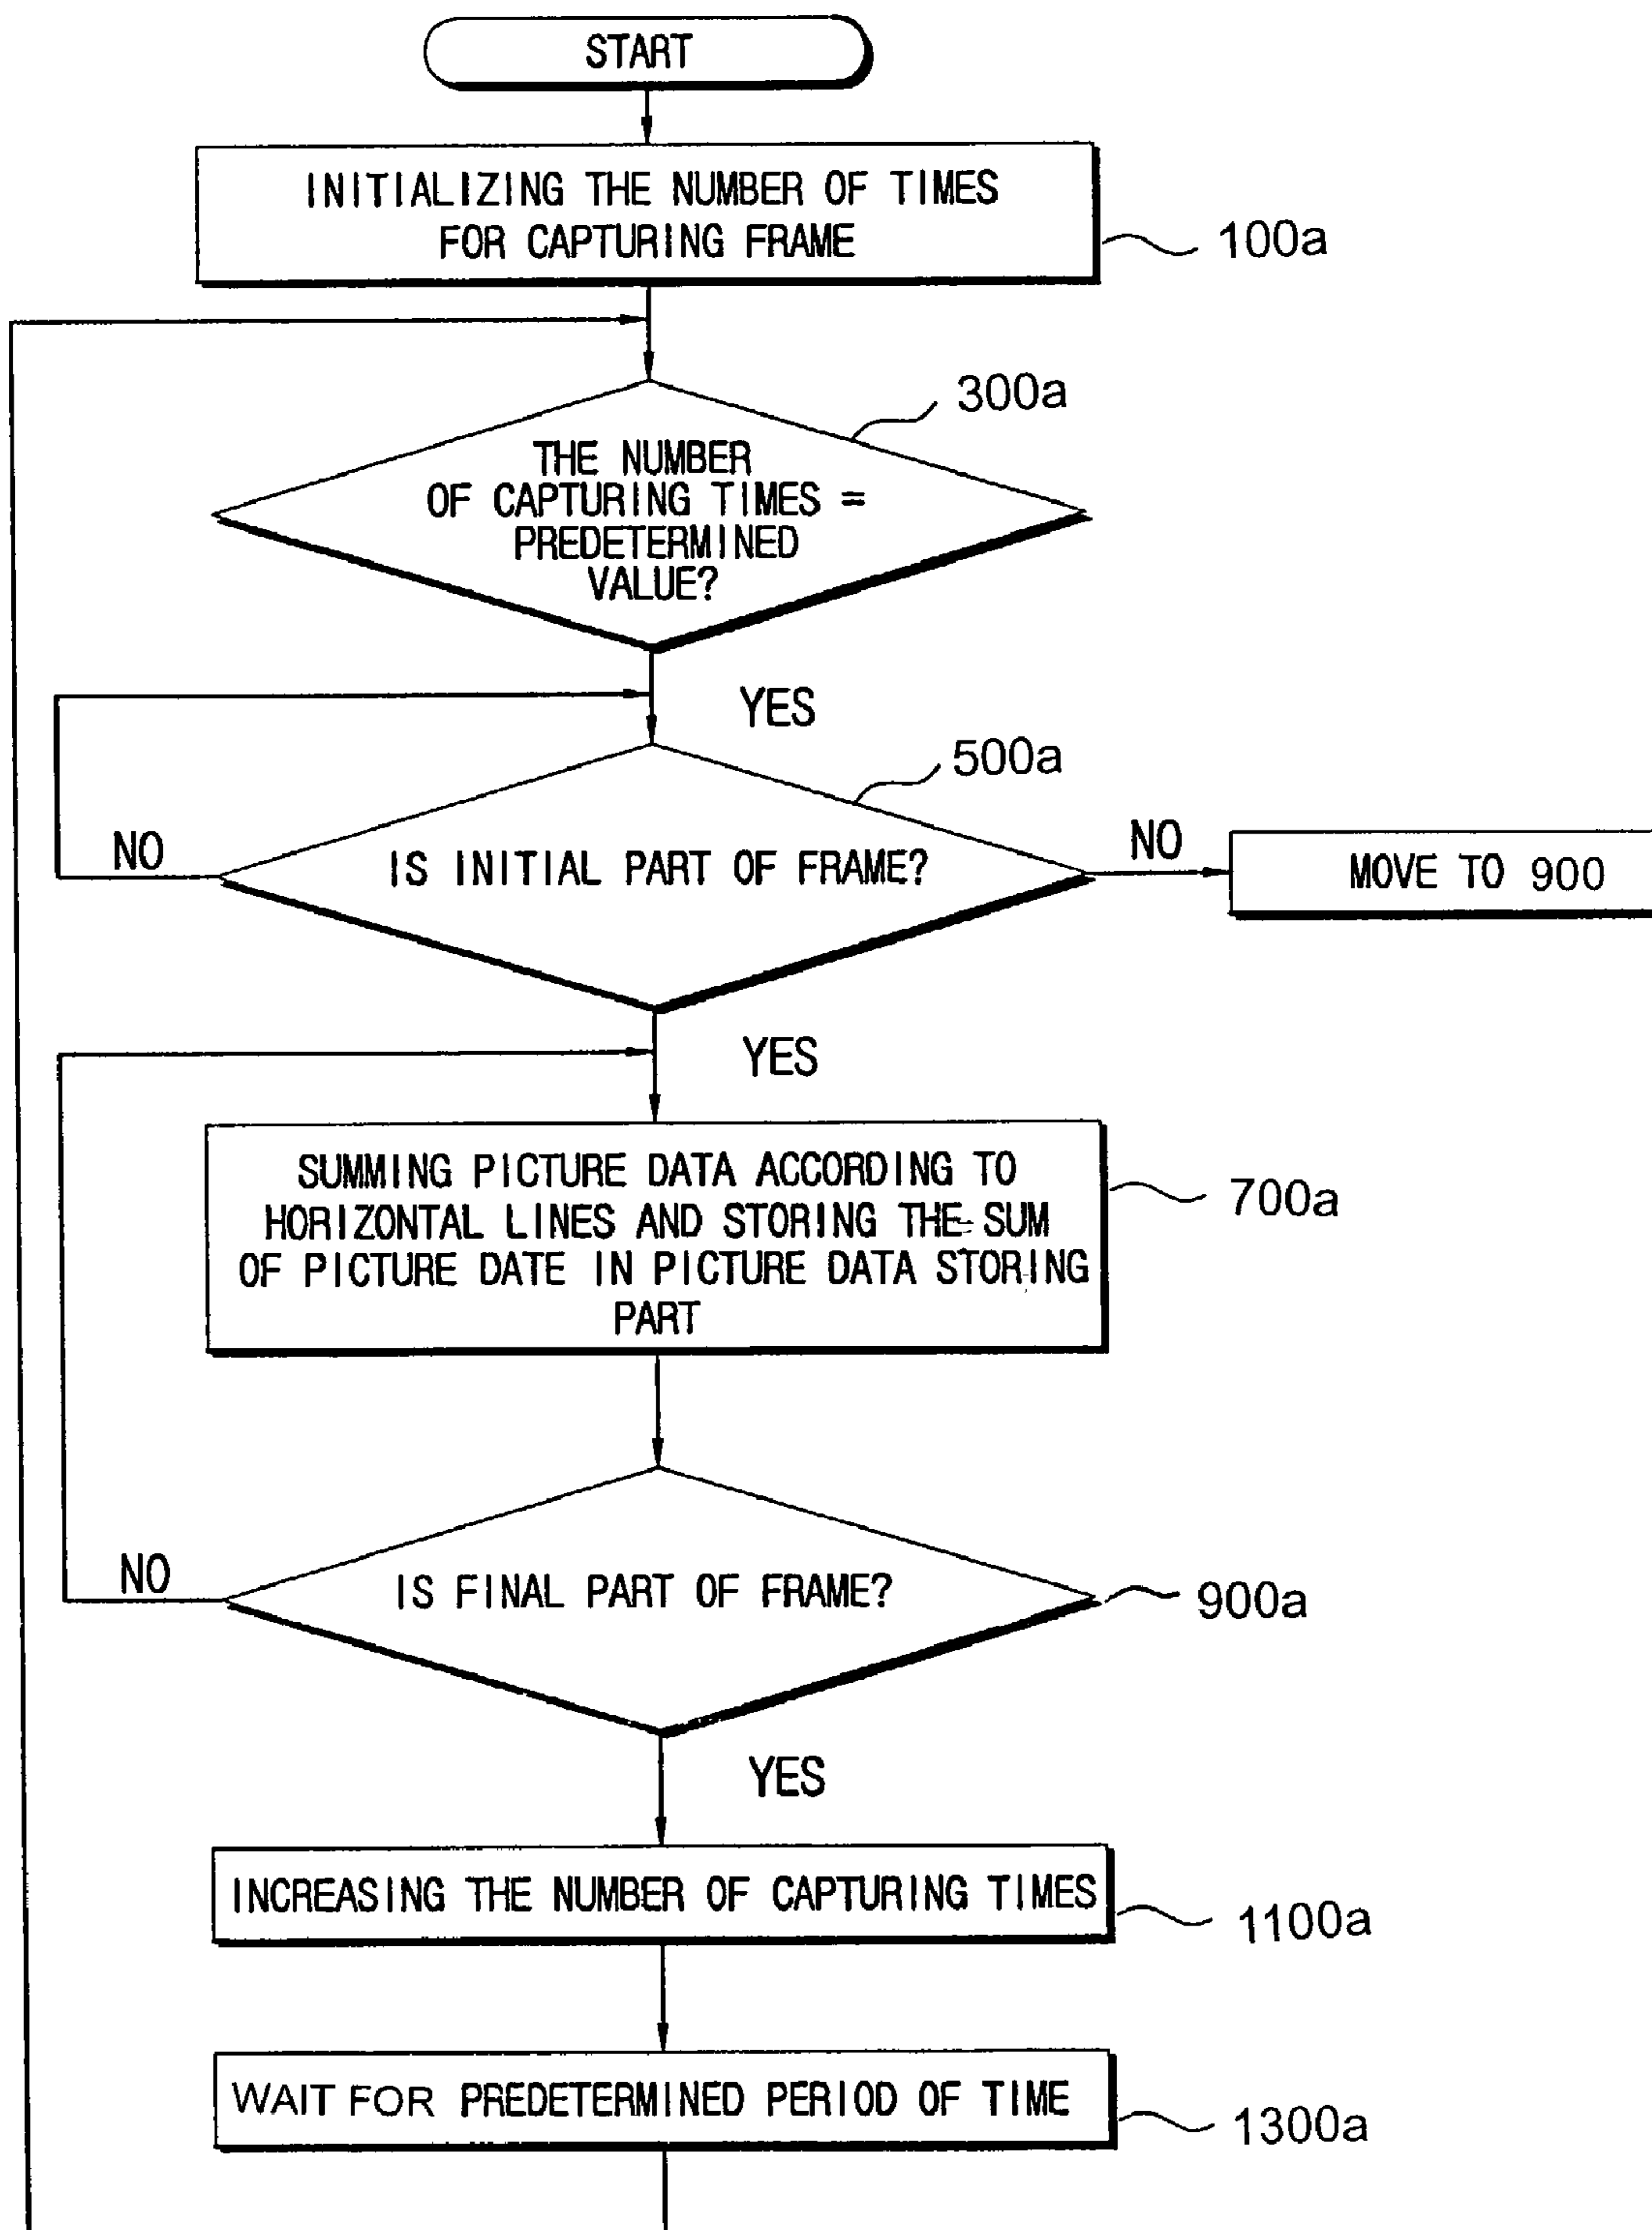 START
INITIALIZING THE NUMBER OF TIMES
FOR CAPTURING FRAME
100a
300a
THE NUMBER
OF CAPTURING TIMES =
PREDETERMINED
VALUE?
YES
500a
NO
IS INITIAL PART OF FRAME?
NO
MOVE TO 900
YES
SUMMING PICTURE DATA ACCORDING TO
HORIZONTAL LINES AND STORING THE SUM
OF PICTURE DATE IN PICTURE DATA STORING
PART
700a
NO
IS FINAL PART OF FRAME?
900a
YES
INCREASING THE NUMBER OF CAPTURING TIMES
1100a
WAIT FOR PREDETERMINED PERIOD OF TIME
1300a